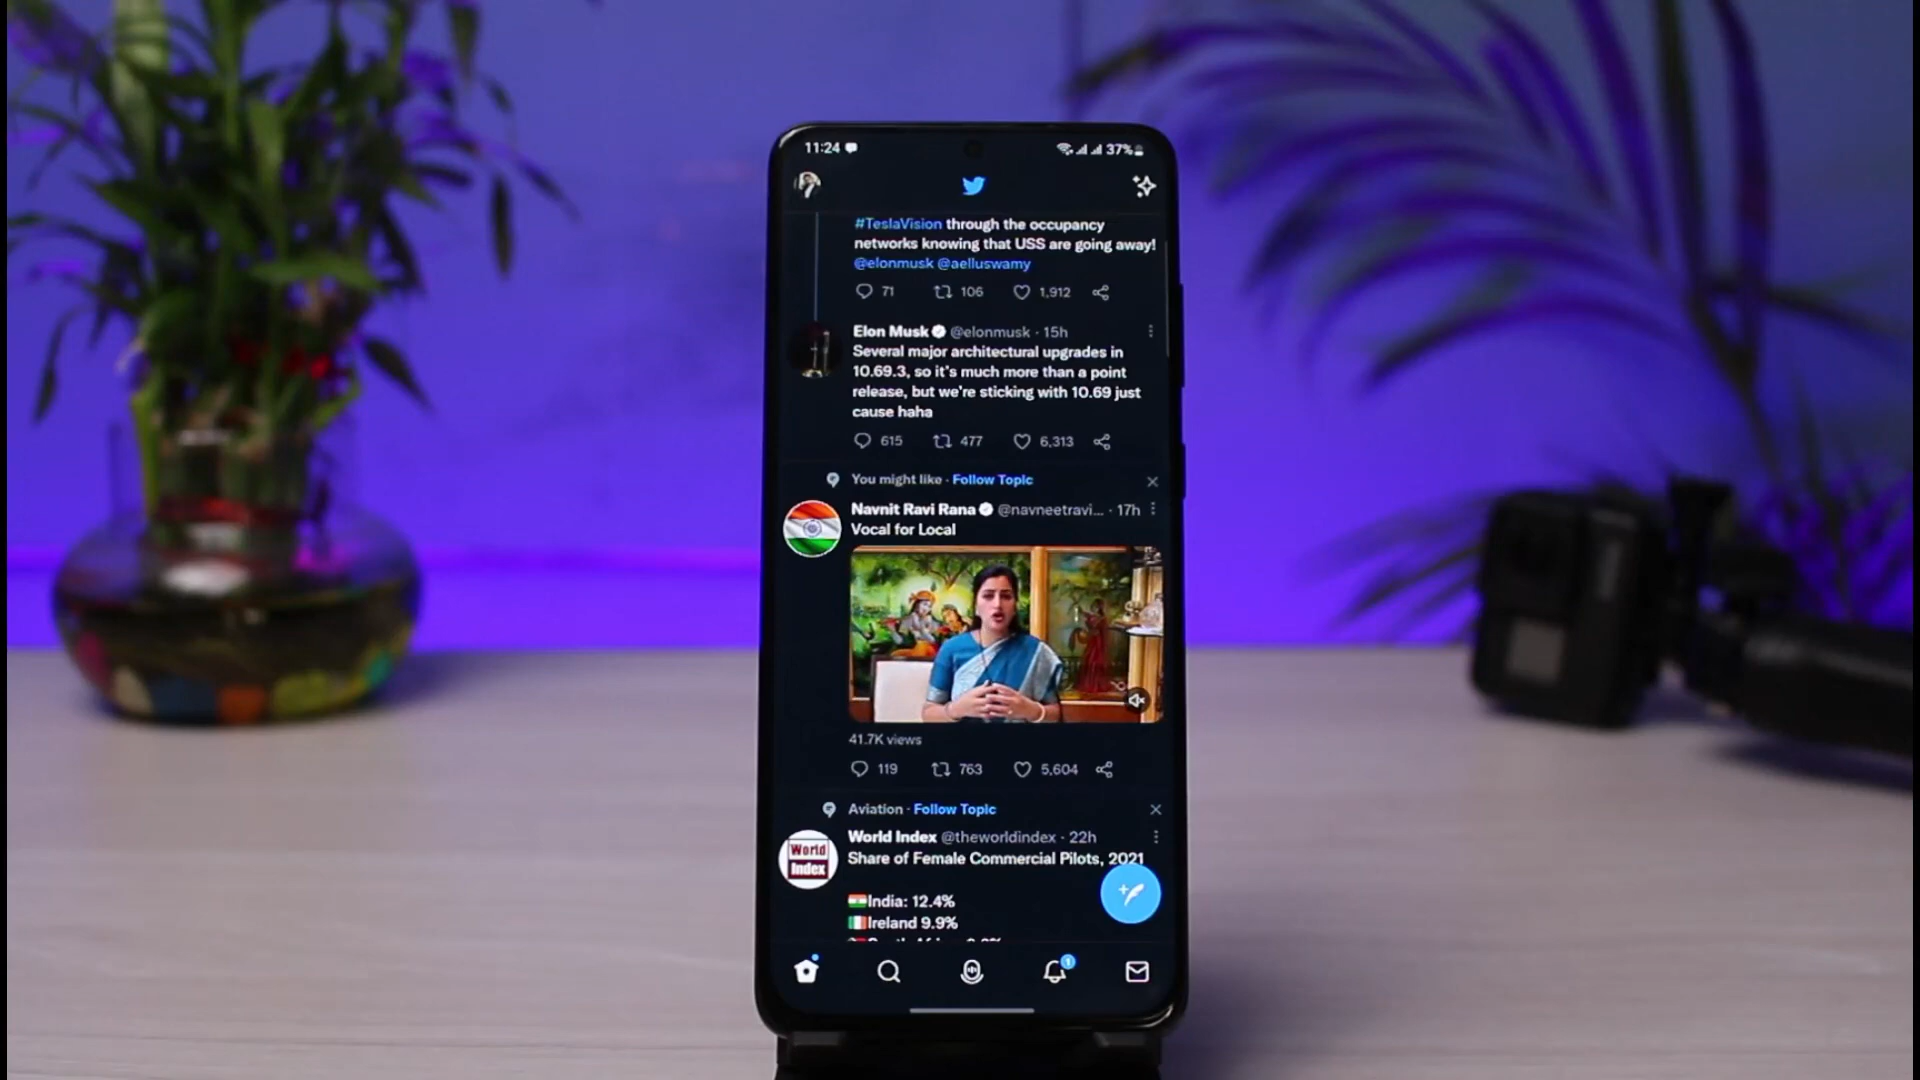 11:24
37%
#TeslaVision through the occupancy
networks knowing that USS are going away!
@elonmusk @aelluswamy
71 106 1,912
Elon Musk @elonmusk · 15h
Several major architectural upgrades in
10.69.3, so it's much more than a point
release, but we're sticking with 10.69 just
cause haha
615 477 6,313
You might like · Follow Topic
Navnit Ravi Rana @navneetravi... · 17h
Vocal for Local
41.7K views
119 763 5,604
Aviation · Follow Topic
World Index @theworldindex · 22h
World
Index
Share of Female Commercial Pilots, 2021
India: 12.4%
Ireland 9.9%
1